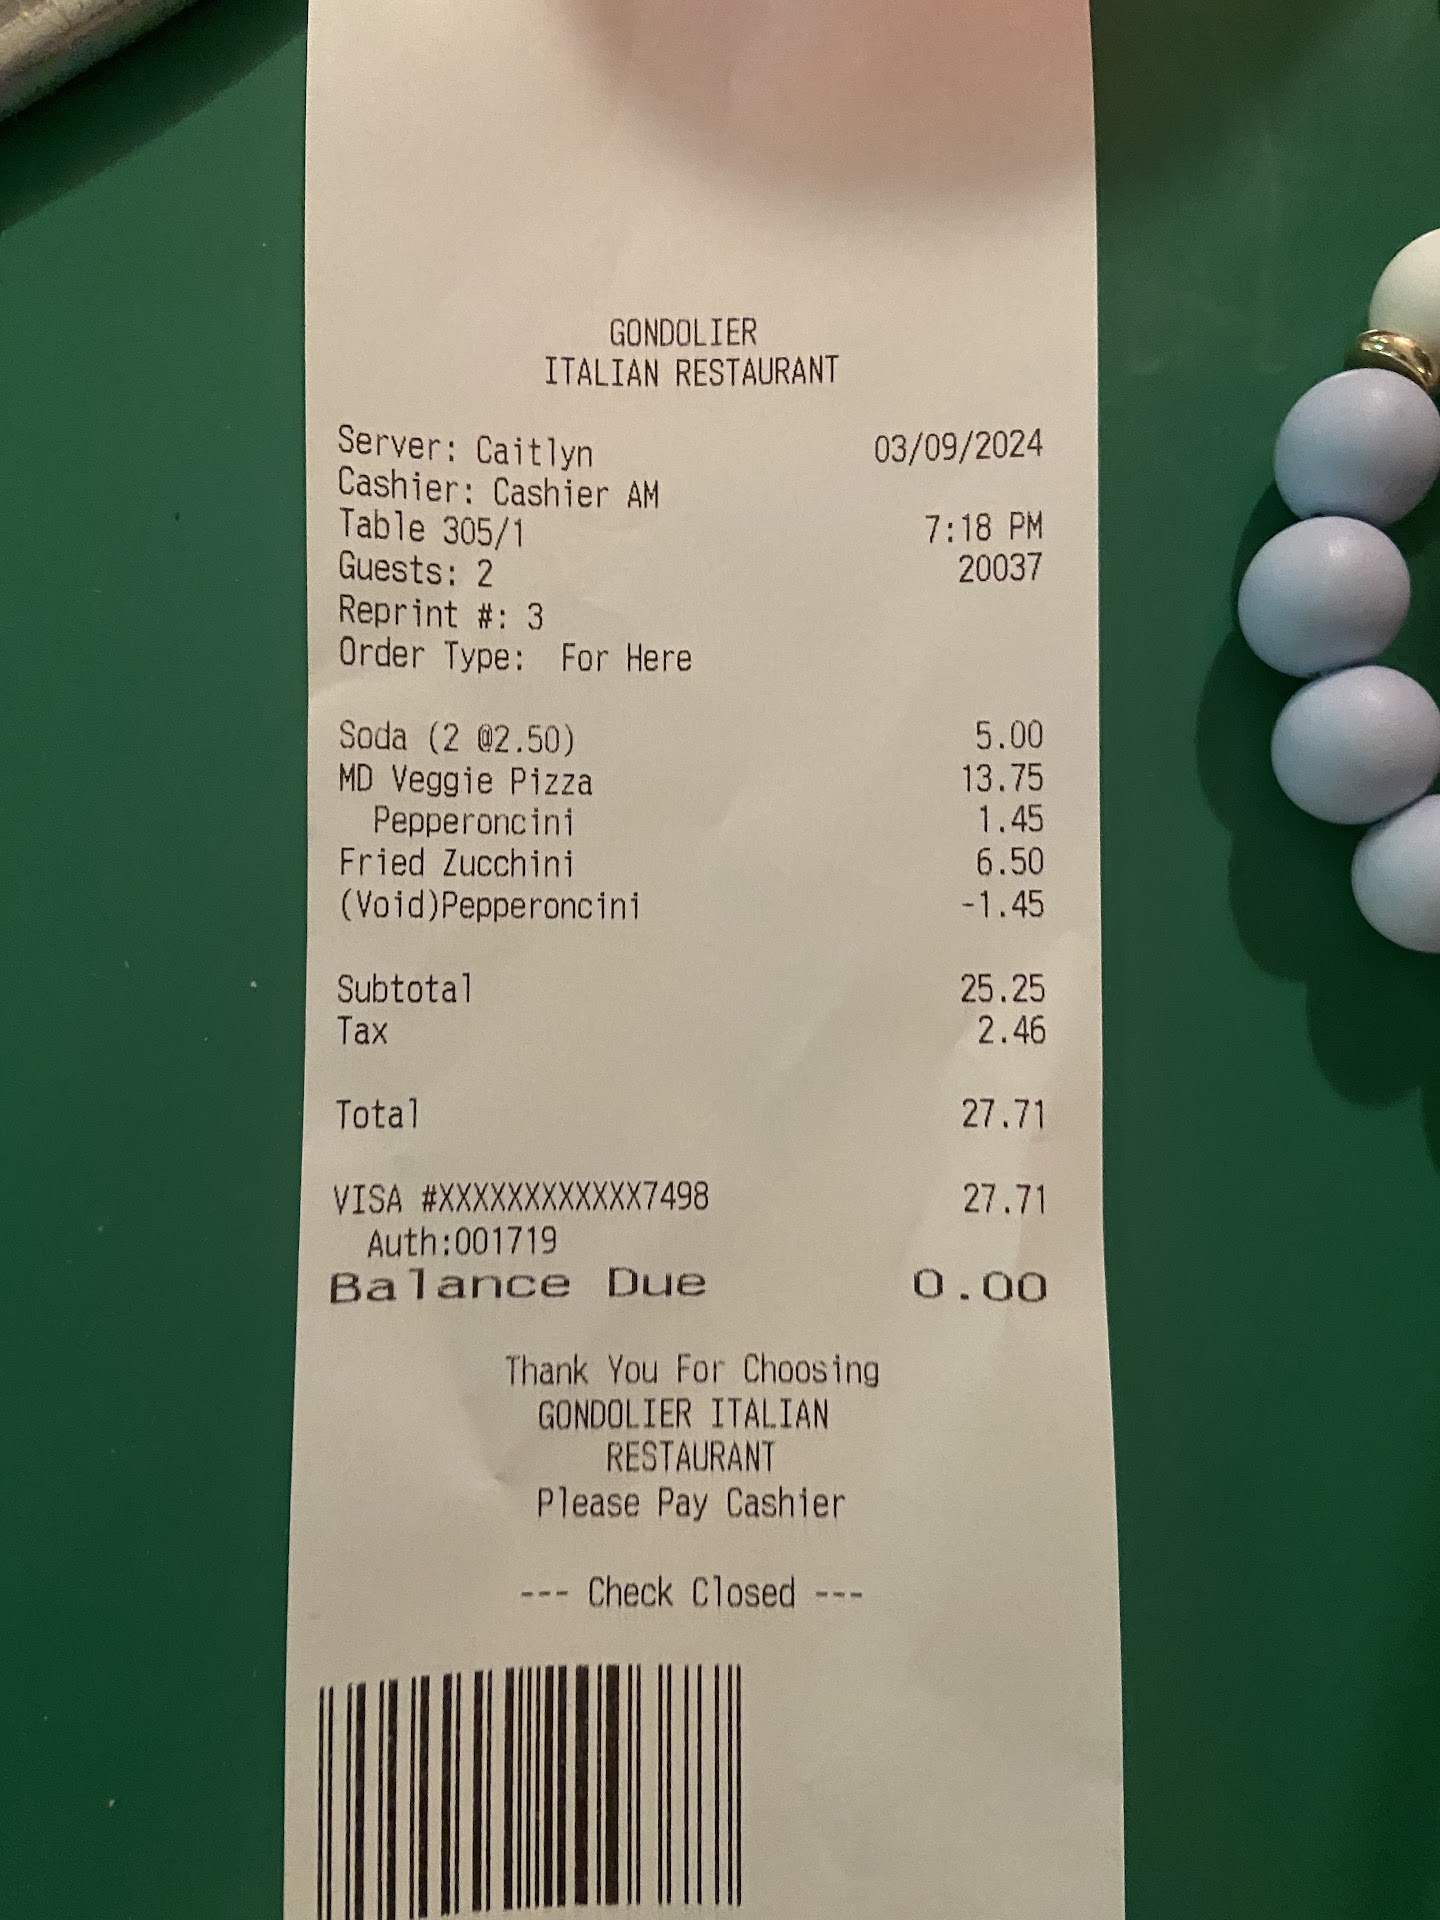 GONDOLIER
ITALIAN RESTAURANT
Server: Caitlyn 03/09/2024
Cashier: Cashier AM
Table 305/1 7:18 PM
Guests: 2 20037
Reprint #: 3
Order Type: For Here
Soda (2 @2.50) 5.00
MD Veggie Pizza 13.75
Pepperoncini 1.45
Fried Zucchini 6.50
(Void)Pepperoncini -1.45
Subtotal 25.25
Tax 2.46
Total 27.71
VISA #XXXXXXXXXXXX7498 27.71
Auth:001719
Balance Due 0.00
Thank You For Choosing
GONDOLIER ITALIAN
RESTAURANT
Please Pay Cashier
--- Check Closed ---